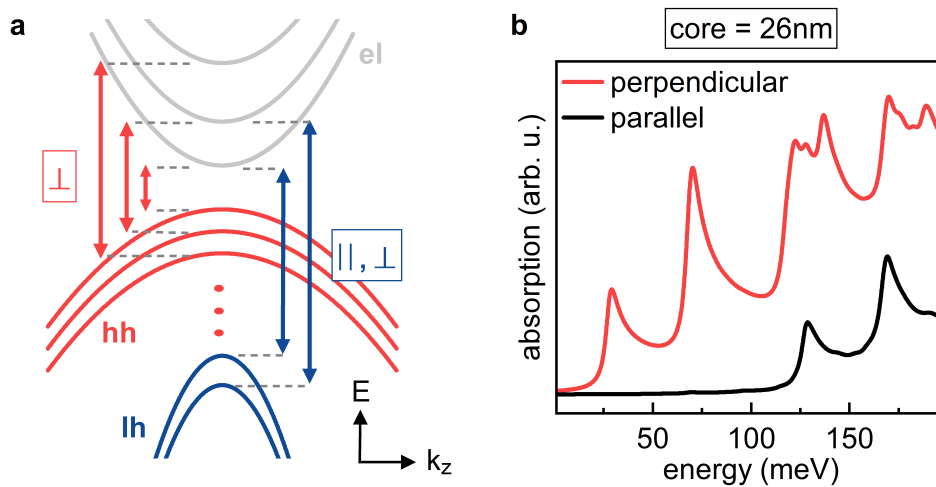 a
el
⊥
||, ⊥
hh
lh
E
k_z
b
core = 26nm
perpendicular
parallel
absorption (arb. u.)
50
100
150
energy (meV)